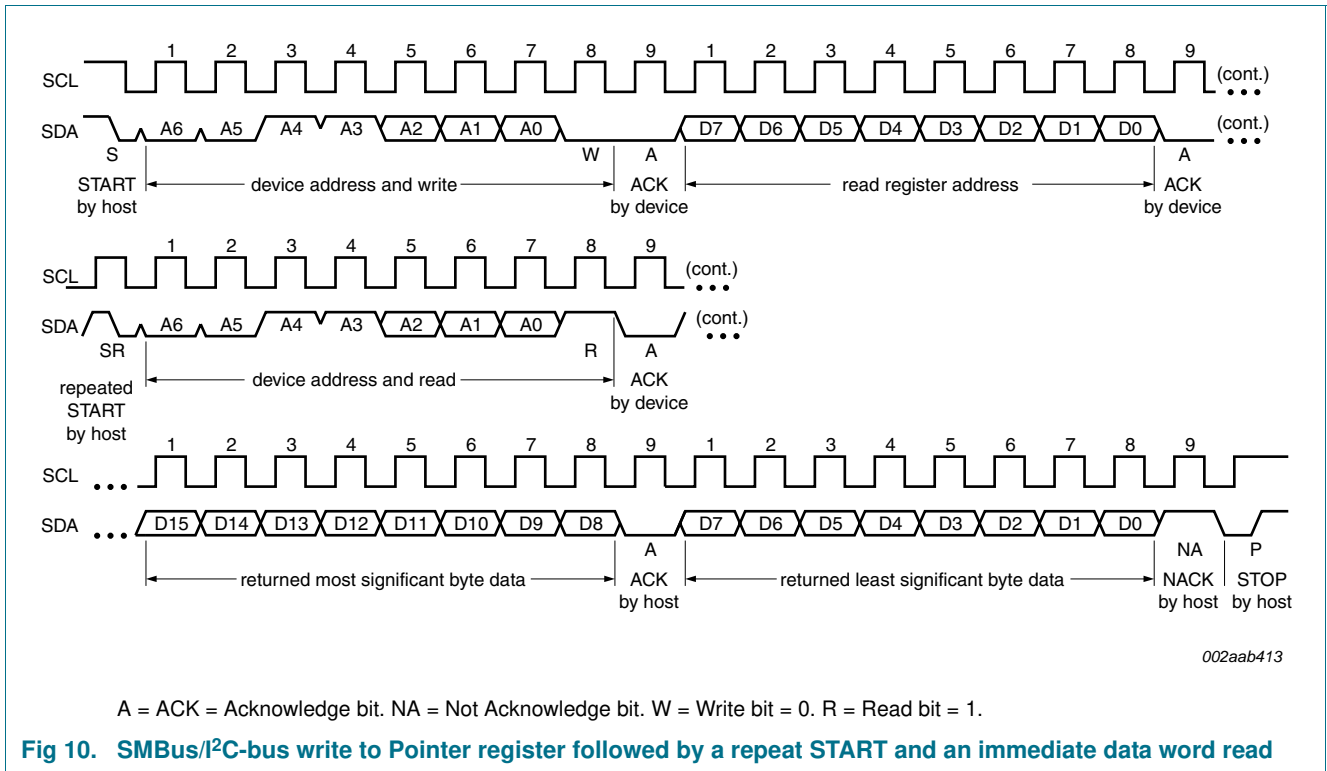 1 2 3 4 5 6 7 8 9 1 2 3 4 5 6 7 8 9
SCL (cont.)
SDA A6 A5 A4 A3 A2 A1 A0 D7 D6 D5 D4 D3 D2 D1 D0 (cont.)
S W A A
START device address and write ACK read register address ACK
by host by device by device
1 2 3 4 5 6 7 8 9
SCL (cont.)
SDA A6 A5 A4 A3 A2 A1 A0 (cont.)
SR R A
repeated device address and read ACK
START by device
by host
1 2 3 4 5 6 7 8 9 1 2 3 4 5 6 7 8 9
SCL
SDA D15 D14 D13 D12 D11 D10 D9 D8 D7 D6 D5 D4 D3 D2 D1 D0
A NA P
returned most significant byte data ACK returned least significant byte data NACK STOP
by host by host by host
002aab413
A = ACK = Acknowledge bit. NA = Not Acknowledge bit. W = Write bit = 0. R = Read bit = 1.
Fig 10. SMBus/I²C-bus write to Pointer register followed by a repeat START and an immediate data word read